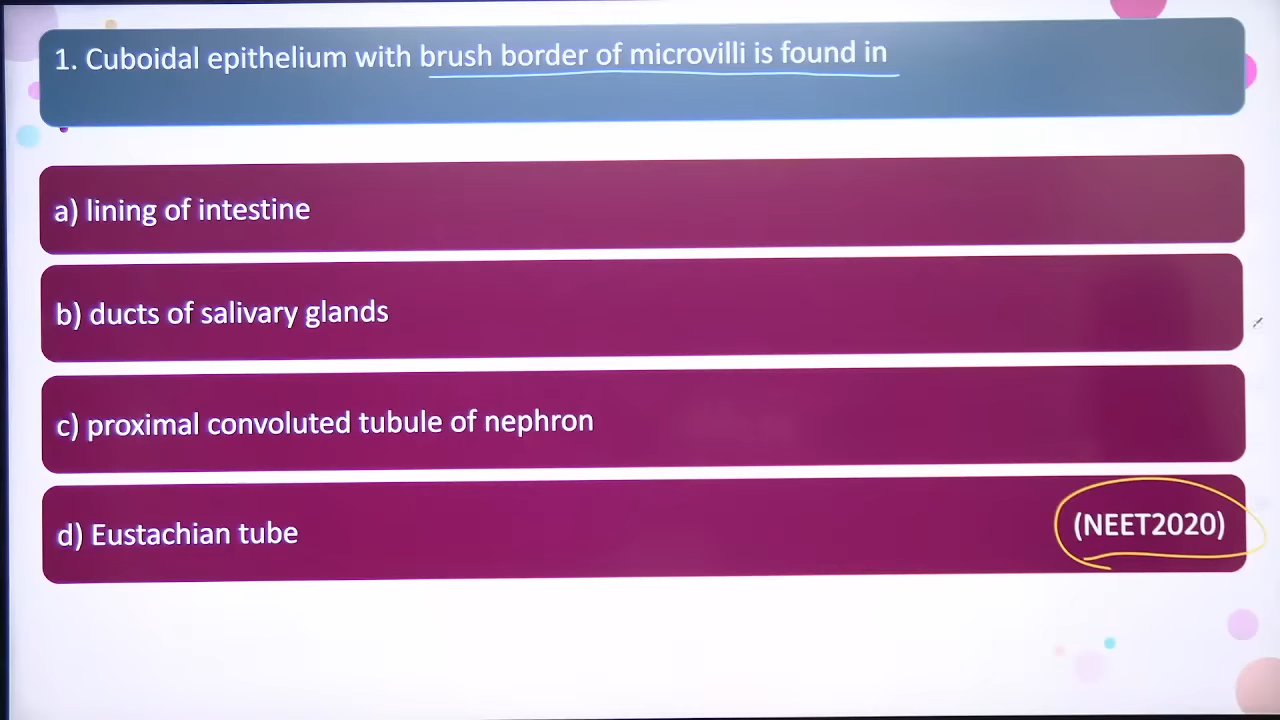 1. Cuboidal epithelium with brush border of microvilli is found in
a) lining of intestine
b) ducts of salivary glands
c) proximal convoluted tubule of nephron
d) Eustachian tube
(NEET2020)